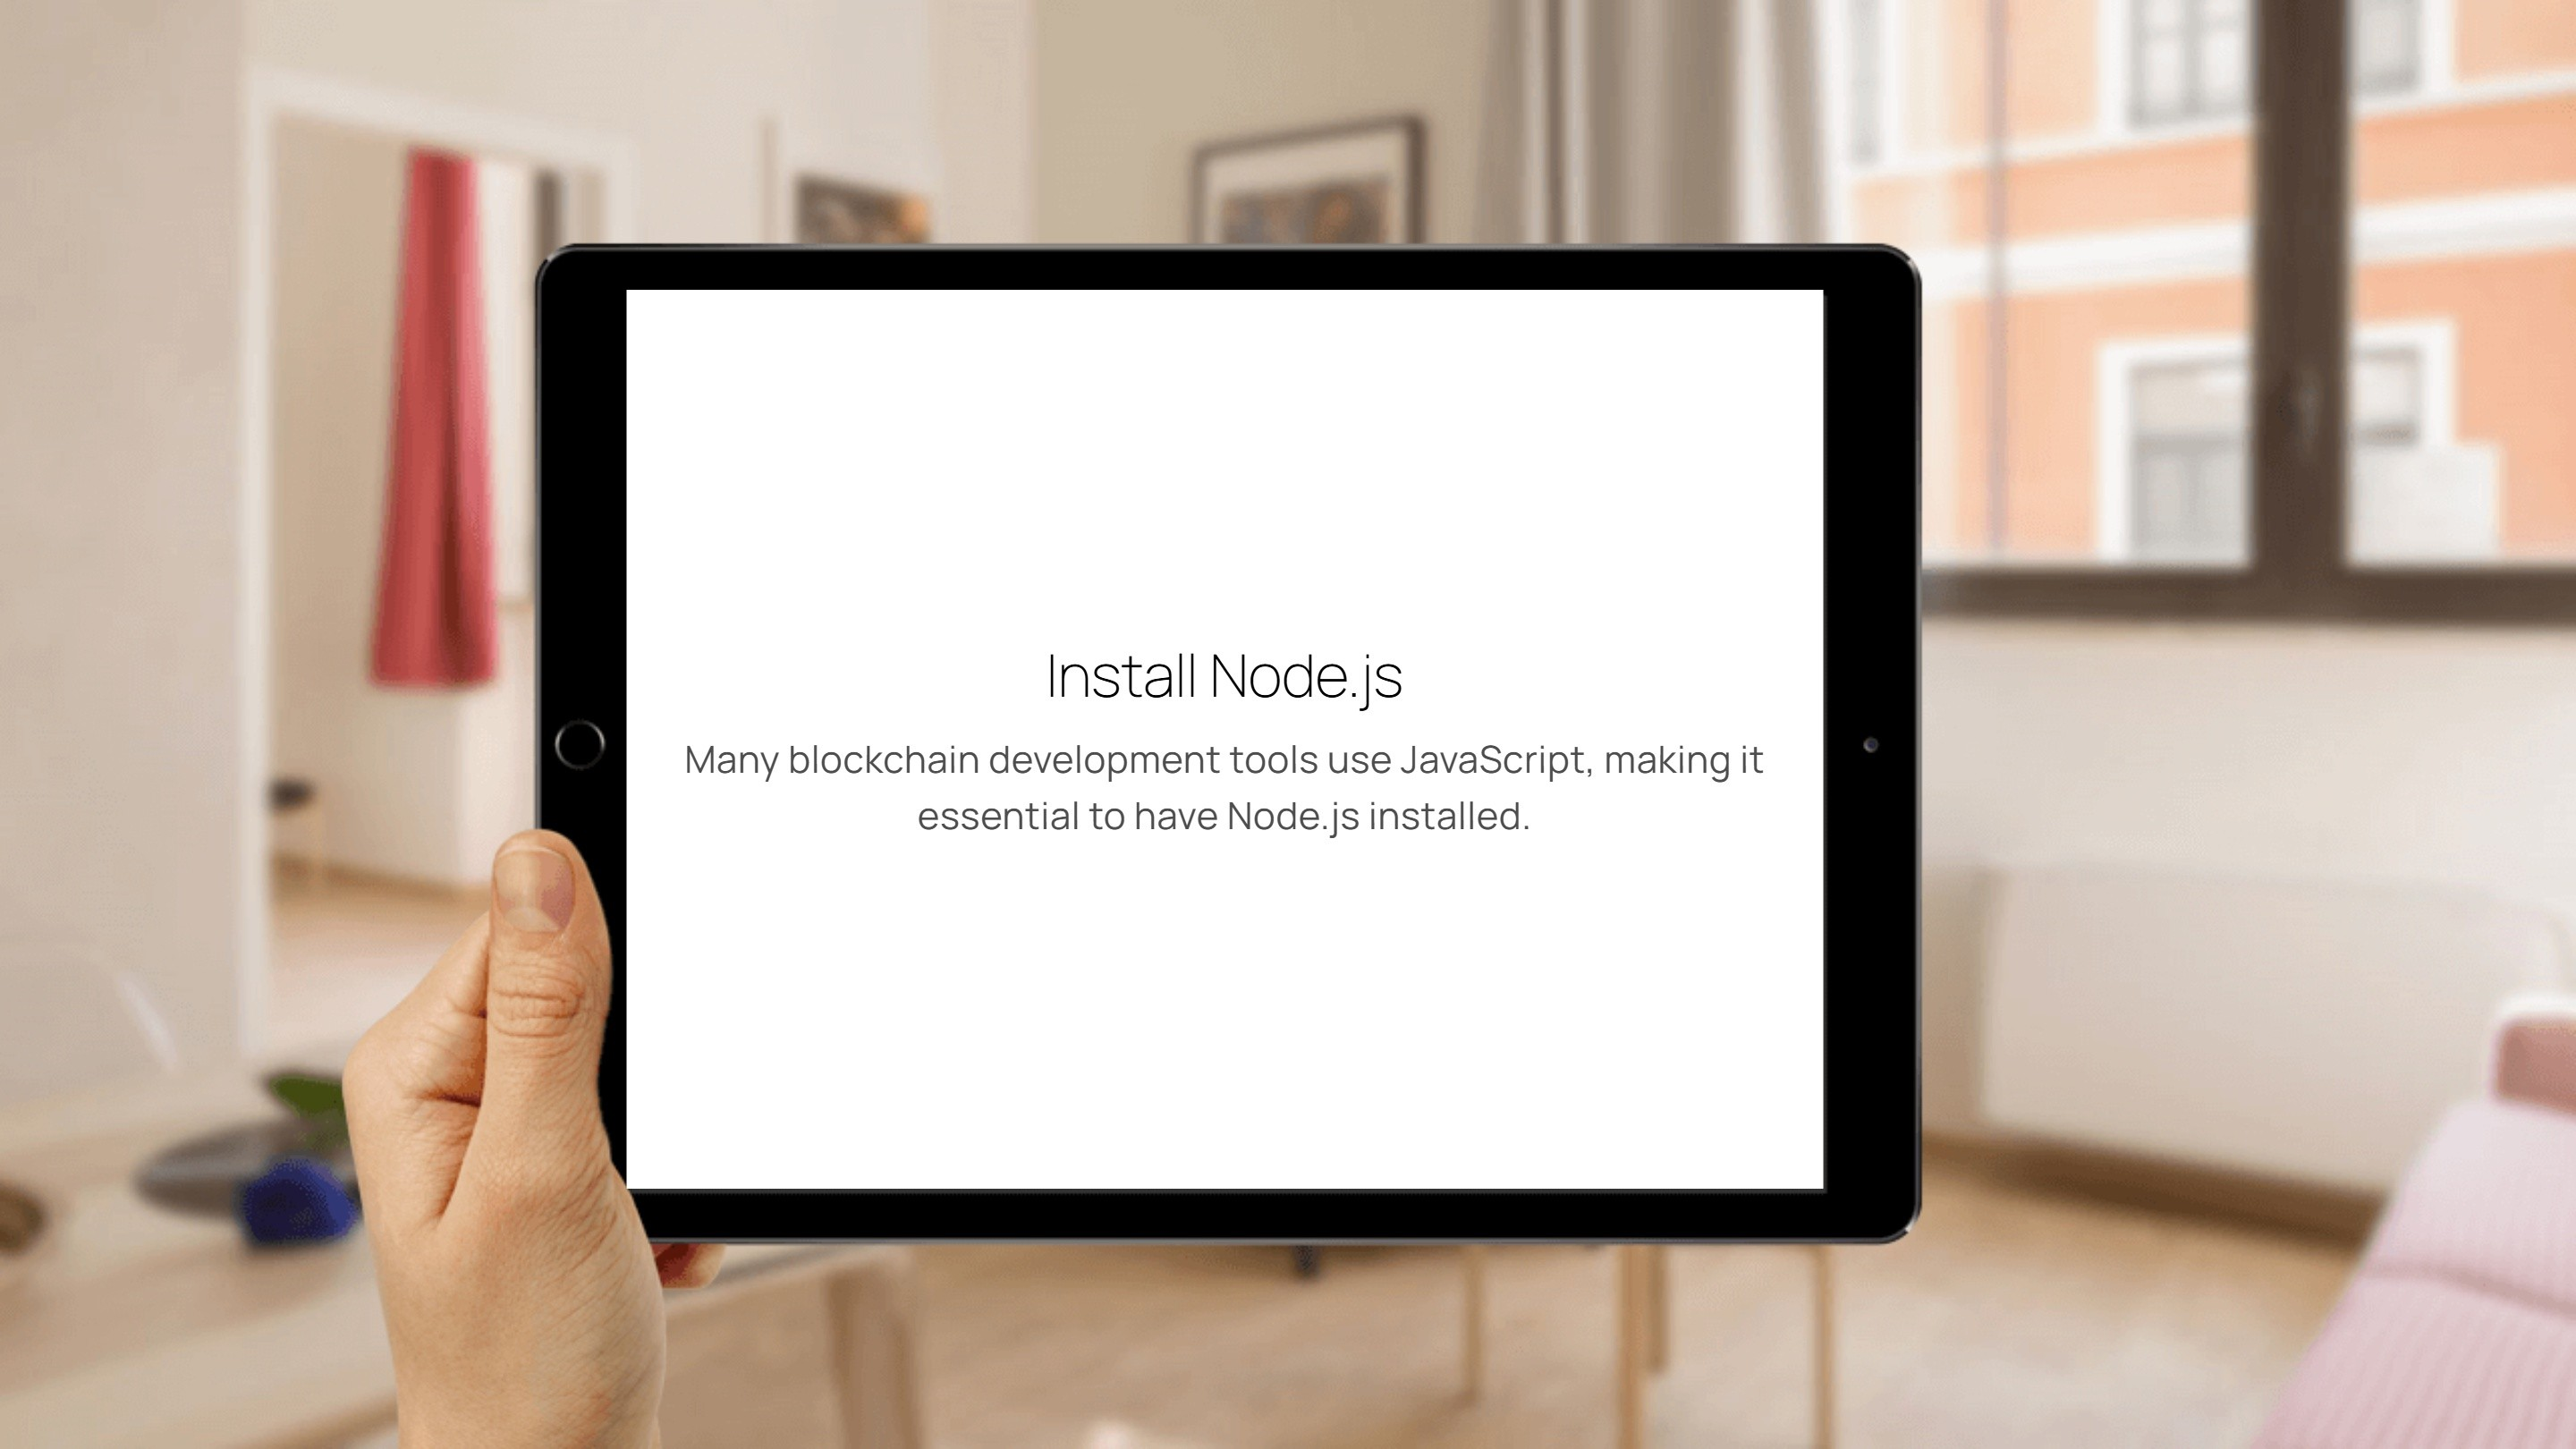 Install Node.js
Many blockchain development tools use JavaScript, making it
essential to have Node.js installed.